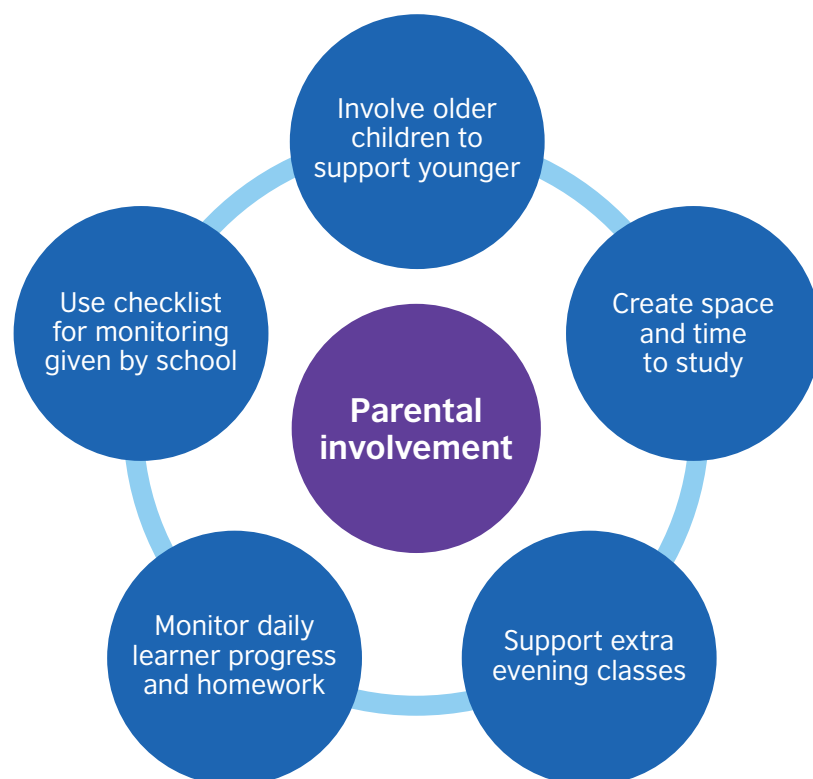 Involve older
children to
support younger
Use checklist
for monitoring
given by school
Create space
and time
to study
Parental
involvement
Monitor daily
learner progress
and homework
Support extra
evening classes